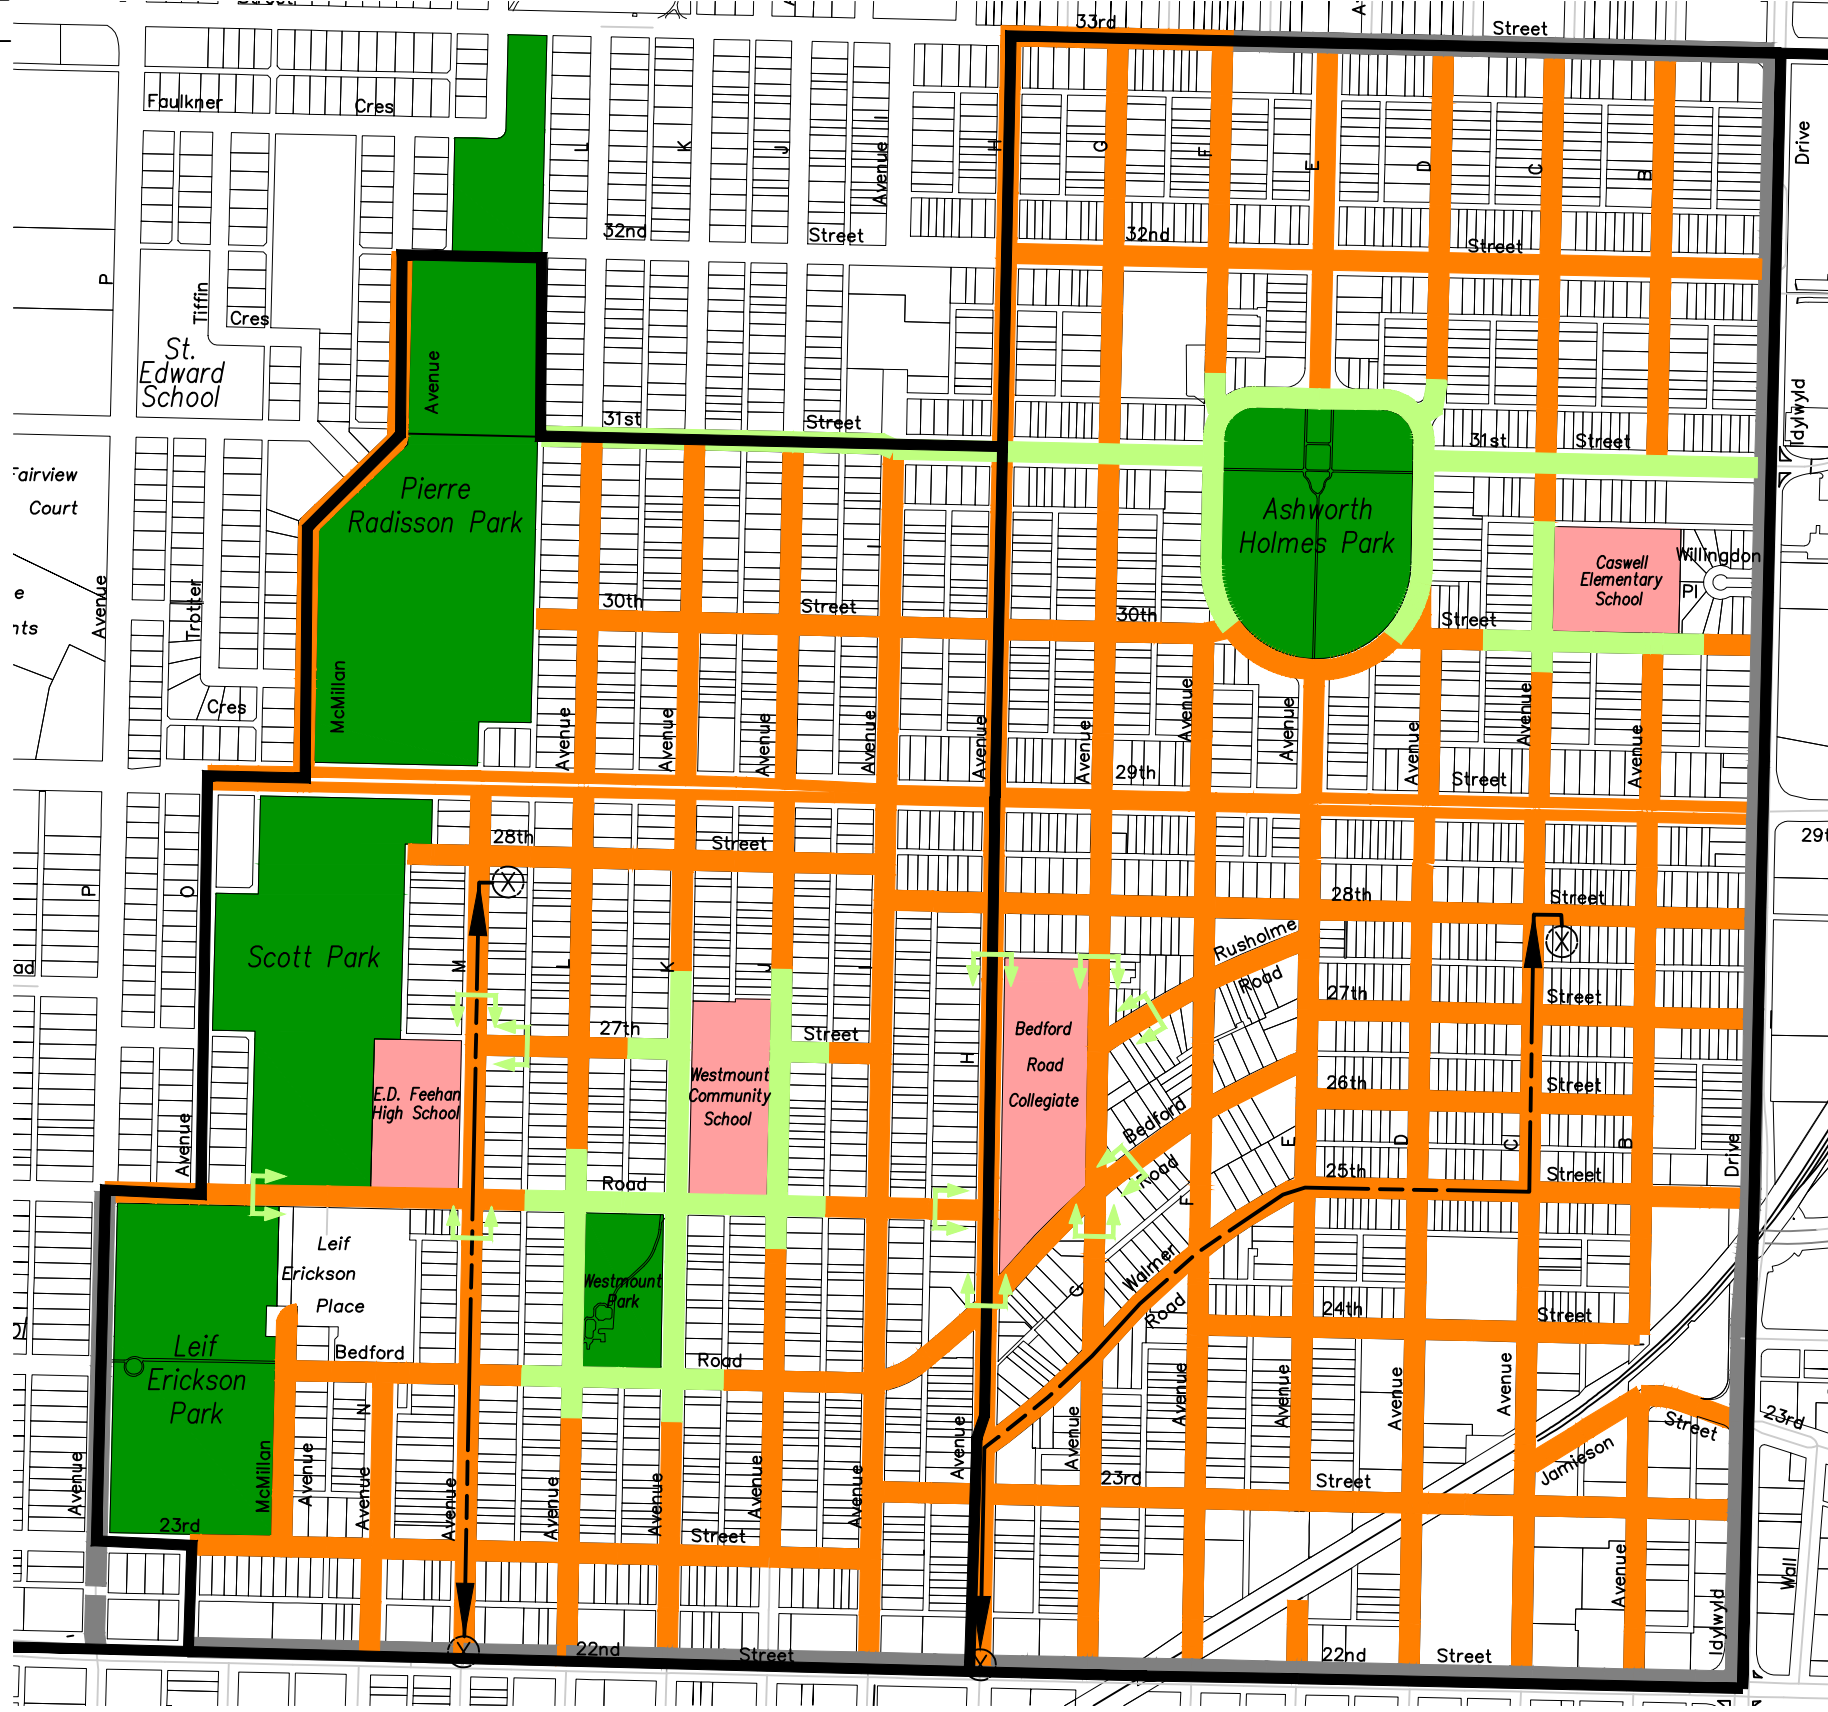 33rd
Street
Faulkner
Cres
Drive
L
K
J
Avenue I
H
G
F
E
D
C
B
32nd
Street
32nd
Street
P
Tiffin
Cres
St.
Edward
School
Avenue
31st
Street
31st
Street
Idylwyld
Fairview
Court
Pierre
Radisson Park
Ashworth
Holmes Park
Caswell
Elementary
School
Willingdon
Pl
Avenue
Trotter
I
30th
Street
30th
Street
McMillan
Cres
Avenue
Avenue
Avenue
Avenue
Avenue
Avenue
Avenue
Avenue
Avenue
Avenue
Avenue
29th
Street
28th
Street
P
O
28th
Street
X
Scott Park
X
Rusholme
Road
M
L
K
J
I
27th
Street
27th
Street
H
Bedford
Road
Collegiate
E.D. Feehan
High School
Westmount
Community
School
26th
Street
Bedford
Road
Avenue
E
D
C
B
Drive
25th
Street
Road
F
Leif
Erickson
Place
Westmount
Park
Walmer
Road
G
24th
Street
Leif
Erickson
Park
Bedford
Road
N
Avenue
Avenue
Avenue
Avenue
23rd
Street
Jamieson
Avenue
McMillan
Avenue
Avenue
Avenue
Avenue
Avenue
Avenue
Avenue
Avenue
Avenue
23rd
Street
23rd
Street
Avenue
Wall
Idylwyld
22nd
Street
22nd
Street